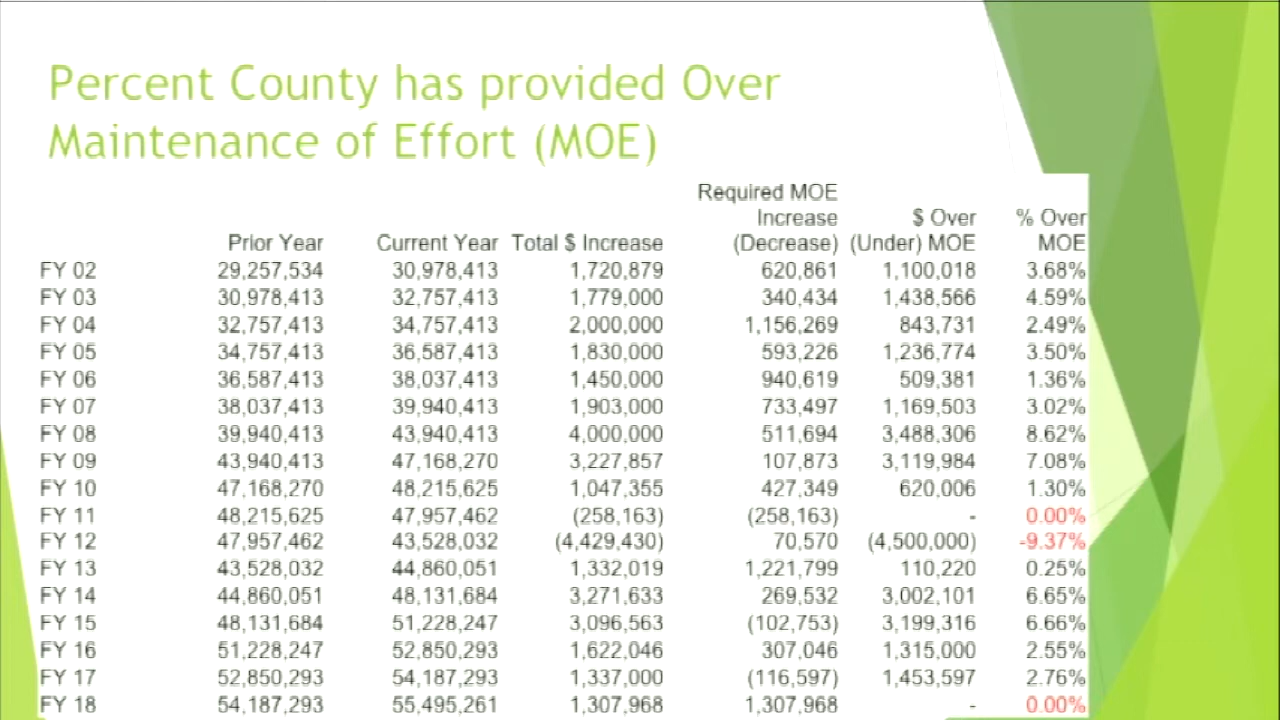 Percent County has provided Over
Maintenance of Effort (MOE)
Required MOE
Increase $ Over % Over
Prior Year Current Year Total $ Increase (Decrease) (Under) MOE MOE
FY 02 29,257,534 30,978,413 1,720,879 620,861 1,100,018 3.68%
FY 03 30,978,413 32,757,413 1,779,000 340,434 1,438,566 4.59%
FY 04 32,757,413 34,757,413 2,000,000 1,156,269 843,731 2.49%
FY 05 34,757,413 36,587,413 1,830,000 593,226 1,236,774 3.50%
FY 06 36,587,413 38,037,413 1,450,000 940,619 509,381 1.36%
FY 07 38,037,413 39,940,413 1,903,000 733,497 1,169,503 3.02%
FY 08 39,940,413 43,940,413 4,000,000 511,694 3,488,306 8.62%
FY 09 43,940,413 47,168,270 3,227,857 107,873 3,119,984 7.08%
FY 10 47,168,270 48,215,625 1,047,355 427,349 620,006 1.30%
FY 11 48,215,625 47,957,462 (258,163) (258,163) - 0.00%
FY 12 47,957,462 43,528,032 (4,429,430) 70,570 (4,500,000) -9.37%
FY 13 43,528,032 44,860,051 1,332,019 1,221,799 110,220 0.25%
FY 14 44,860,051 48,131,684 3,271,633 269,532 3,002,101 6.65%
FY 15 48,131,684 51,228,247 3,096,563 (102,753) 3,199,316 6.66%
FY 16 51,228,247 52,850,293 1,622,046 307,046 1,315,000 2.55%
FY 17 52,850,293 54,187,293 1,337,000 (116,597) 1,453,597 2.76%
FY 18 54,187,293 55,495,261 1,307,968 1,307,968 - 0.00%